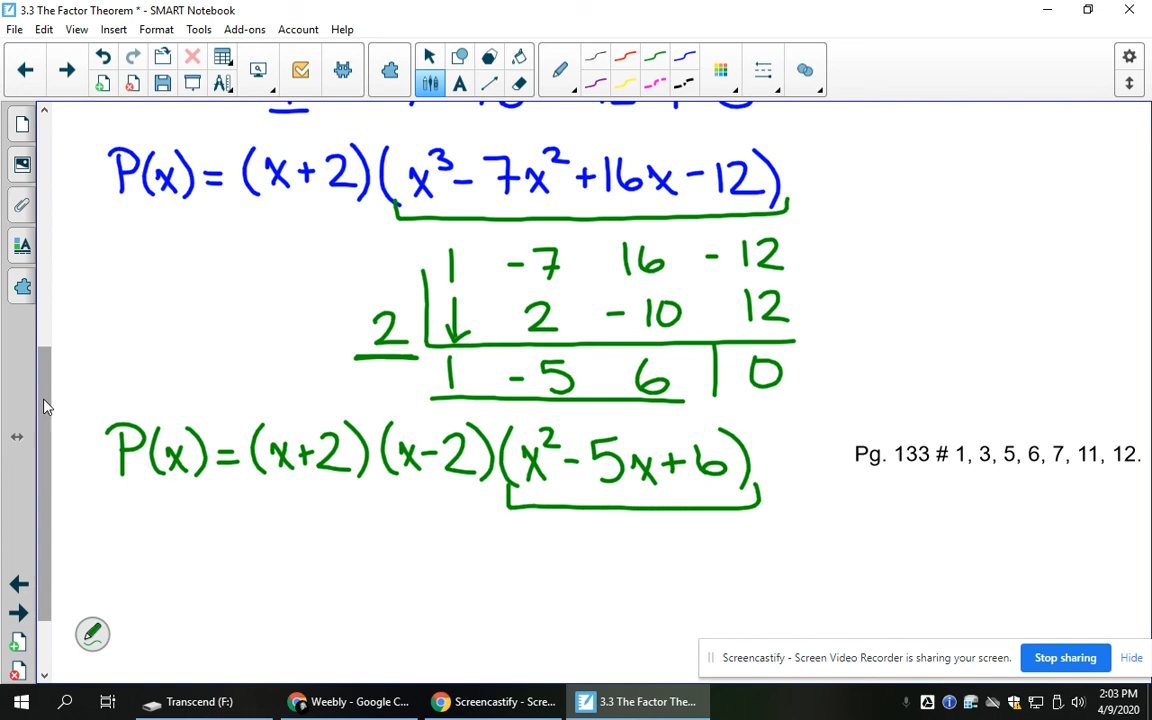 3.3 The Factor Theorem * - SMART Notebook
File Edit View Insert Format Tools Add-ons Account Help
P(x) = (x+2)(x³ - 7x² + 16x - 12)
1 -7 16 -12
2 2 -10 12
1 -5 6 0
P(x) = (x+2)(x-2)(x² - 5x + 6)
Pg. 133 # 1, 3, 5, 6, 7, 11, 12.
Screencastify - Screen Video Recorder is sharing your screen. Stop sharing Hide
Transcend (F:) Weebly - Google C... Screencastify - Scre... 3.3 The Factor The...
2:03 PM
4/9/2020